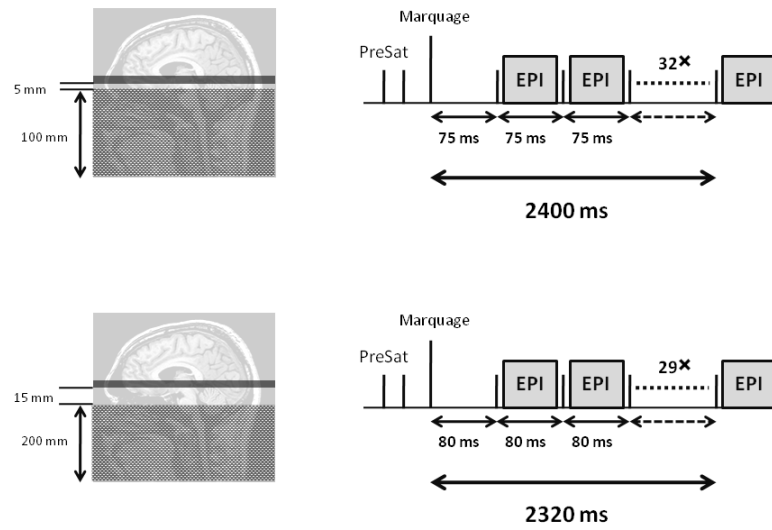 Marquage
PreSat
32×
EPI EPI EPI
5 mm
100 mm
75 ms 75 ms 75 ms
2400 ms
Marquage
PreSat
29×
EPI EPI EPI
15 mm
200 mm
80 ms 80 ms 80 ms
2320 ms